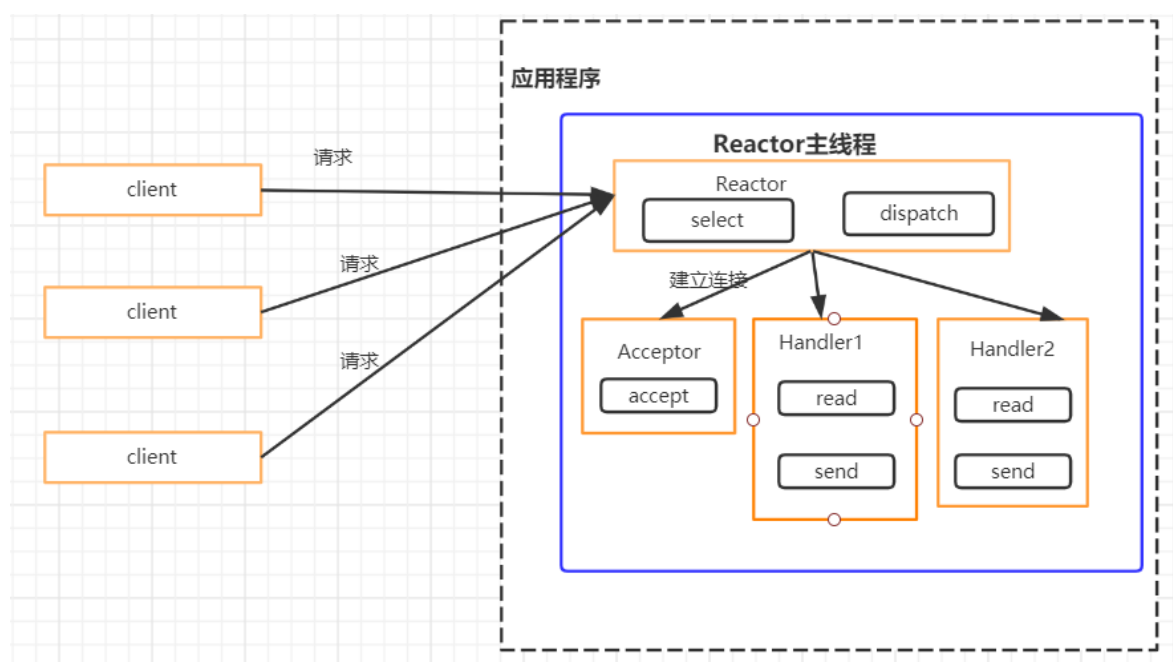 应用程序
Reactor主线程
请求
client
Reactor
select
dispatch
请求
client
建立连接
Acceptor
accept
Handler1
read
send
Handler2
read
send
请求
client